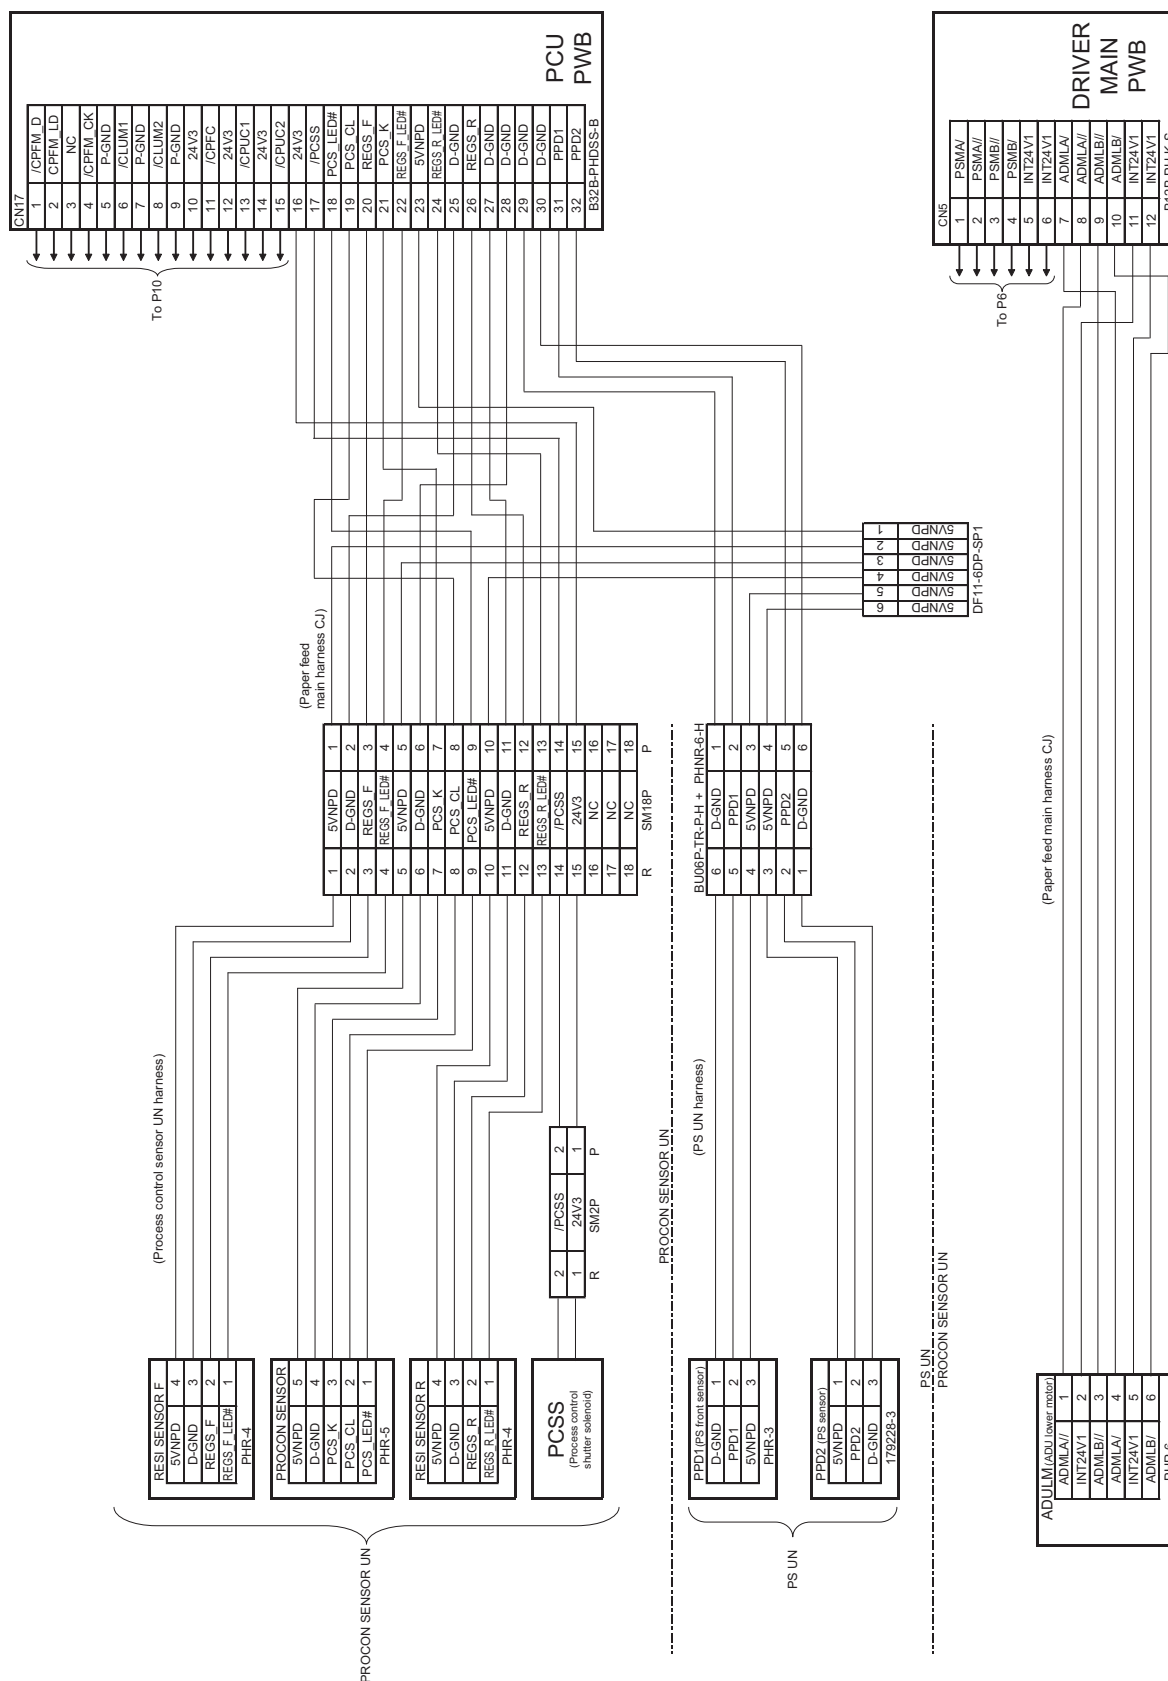 PCU
PWB
CN17
1 /CPFM_D
2 CPFM_LD
3 NC
4 /CPFM_CK
5 P-GND
6 /CLUM1
7 P-GND
8 /CLUM2
9 P-GND
10 24V3
11 /CPFC
12 24V3
13 /CPUC1
14 24V3
15 /CPUC2
16 24V3
17 /PCSS
18 PCS_LED#
19 PCS_CL
20 REGS_F
21 PCS_K
22 REGS_F_LED#
23 5VNPD
24 REGS_R_LED#
25 D-GND
26 REGS_R
27 D-GND
28 D-GND
29 D-GND
30 D-GND
31 PPD1
32 PPD2
B32B-PHDSS-B
To P10
DRIVER
MAIN
PWB
CN5
1 PSMA/
2 PSMA//
3 PSMB//
4 PSMB/
5 INT24V1
6 INT24V1
7 ADMLA/
8 ADMLA//
9 ADMLB//
10 ADMLB/
11 INT24V1
12 INT24V1
To P6
1 5VNPD
2 5VNPD
3 5VNPD
4 5VNPD
5 5VNPD
6 5VNPD
DF11-6DP-SP1
(Paper feed
main harness CJ)
1 5VNPD 1
2 D-GND 2
3 REGS_F 3
4 REGS_F_LED# 4
5 5VNPD 5
6 D-GND 6
7 PCS_K 7
8 PCS_CL 8
9 PCS_LED# 9
10 5VNPD 10
11 D-GND 11
12 REGS_R 12
13 REGS_R_LED# 13
14 /PCSS 14
15 24V3 15
16 NC 16
17 NC 17
18 NC 18
R SM18P P
BU06P-TR-P-H + PHNR-6-H
6 D-GND 1
5 PPD1 2
4 5VNPD 3
3 5VNPD 4
2 PPD2 5
1 D-GND 6
(Paper feed main harness CJ)
(Process control sensor UN harness)
(PS UN harness)
2 /PCSS 2
1 24V3 1
R SM2P P
PROCON SENSOR UN
PS UN
PROCON SENSOR UN
RESI SENSOR F
5VNPD 4
D-GND 3
REGS_F 2
REGS_F_LED# 1
PHR-4
PROCON SENSOR
5VNPD 5
D-GND 4
PCS_K 3
PCS_CL 2
PCS_LED# 1
PHR-5
RESI SENSOR R
5VNPD 4
D-GND 3
REGS_R 2
REGS_R_LED# 1
PHR-4
PCSS
(Process control
shutter solenoid)
PROCON SENSOR UN
PPD1 (PS front sensor)
D-GND 1
PPD1 2
5VNPD 3
PHR-3
PPD2 (PS sensor)
5VNPD 1
PPD2 2
D-GND 3
179228-3
PS UN
ADULM (ADU lower motor)
ADMLA// 1
INT24V1 2
ADMLB// 3
ADMLA/ 4
INT24V1 5
ADMLB/ 6